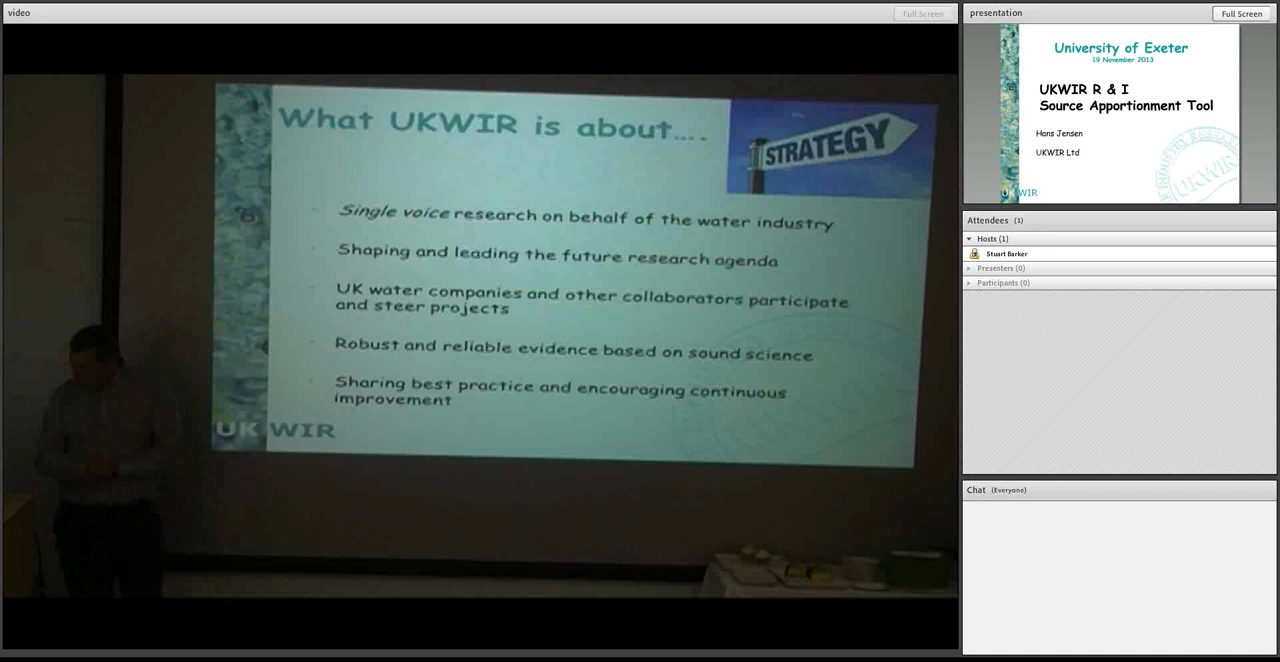 video
Full Screen
What UKWIR is about....
STRATEGY
Single voice research on behalf of the water industry
Shaping and leading the future research agenda
UK water companies and other collaborators participate
and steer projects
Robust and reliable evidence based on sound science
Sharing best practice and encouraging continuous
improvement
UK WIR
presentation
Full Screen
University of Exeter
19 November 2013
UKWIR R & I
Source Apportionment Tool
Hans Jensen
UKWIR Ltd
UKWIR
UK WIR
Attendees (1)
Hosts (1)
Stuart Barker
Presenters (0)
Participants (0)
Chat (Everyone)